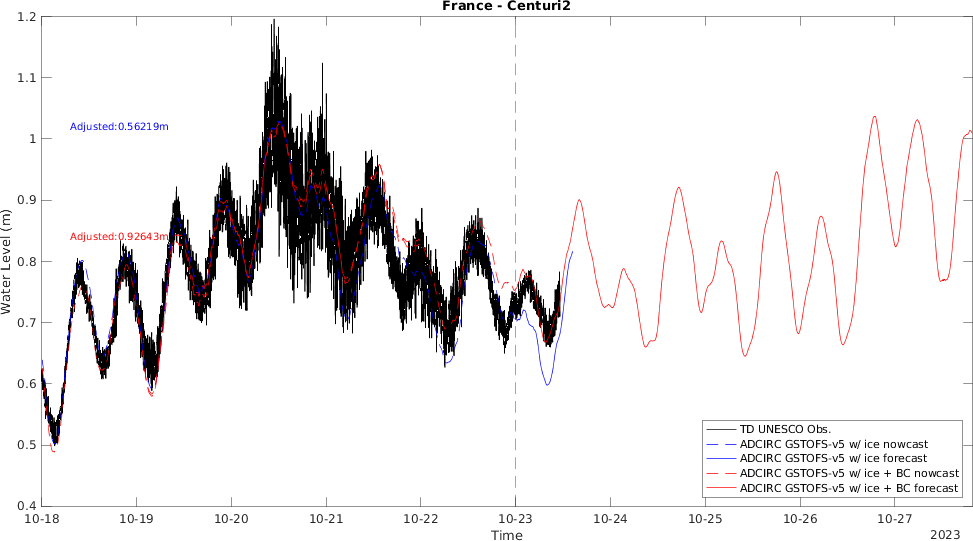 France - Centuri2
1.2
1.1
1
0.9
0.8
0.7
0.6
0.5
0.4
Water Level (m)
Adjusted:0.56219m
Adjusted:0.92643m
TD UNESCO Obs.
ADCIRC GSTOFS-v5 w/ ice nowcast
ADCIRC GSTOFS-v5 w/ ice forecast
ADCIRC GSTOFS-v5 w/ ice + BC nowcast
ADCIRC GSTOFS-v5 w/ ice + BC forecast
10-18 10-19 10-20 10-21 10-22 10-23 10-24 10-25 10-26 10-27
Time
2023